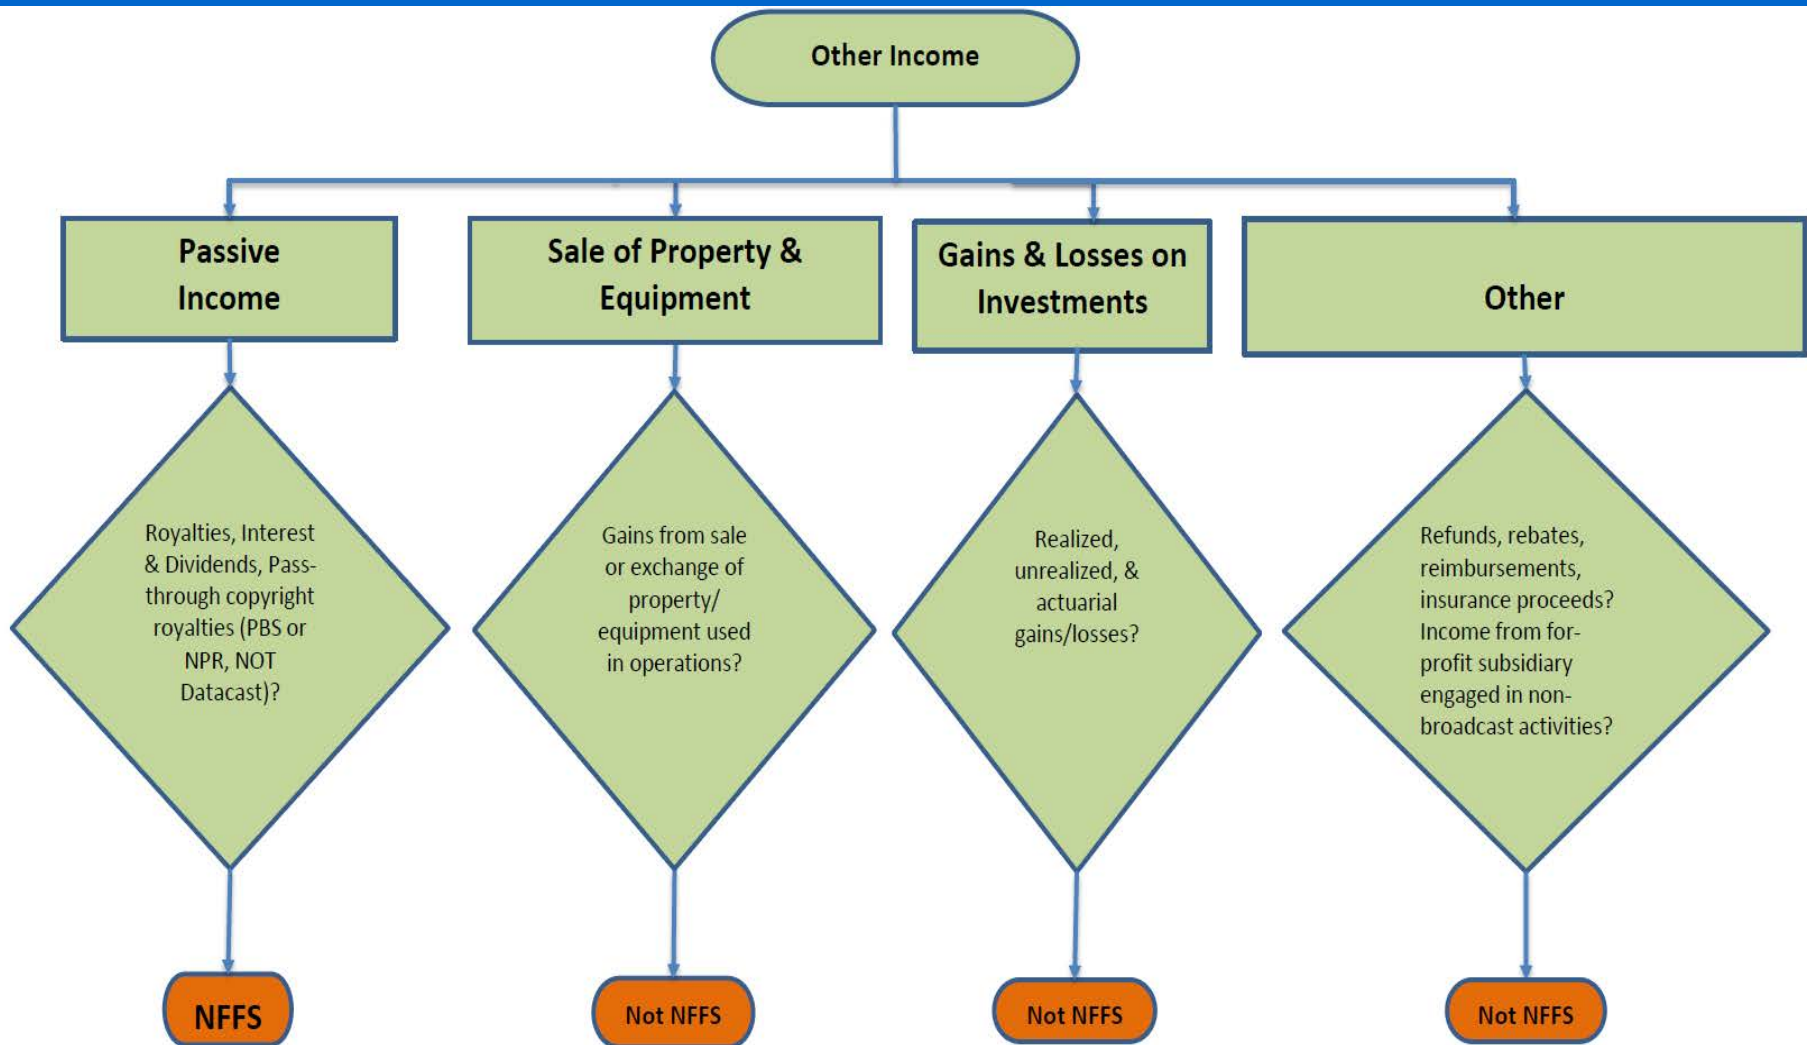 Other Income
Passive
Income
Sale of Property &
Equipment
Gains & Losses on
Investments
Other
Royalties, Interest
& Dividends, Pass-
through copyright
royalties (PBS or
NPR, NOT
Datacast)?
Gains from sale
or exchange of
property/
equipment used
in operations?
Realized,
unrealized, &
actuarial
gains/losses?
Refunds, rebates,
reimbursements,
insurance proceeds?
Income from for-
profit subsidiary
engaged in non-
broadcast activities?
NFFS
Not NFFS
Not NFFS
Not NFFS